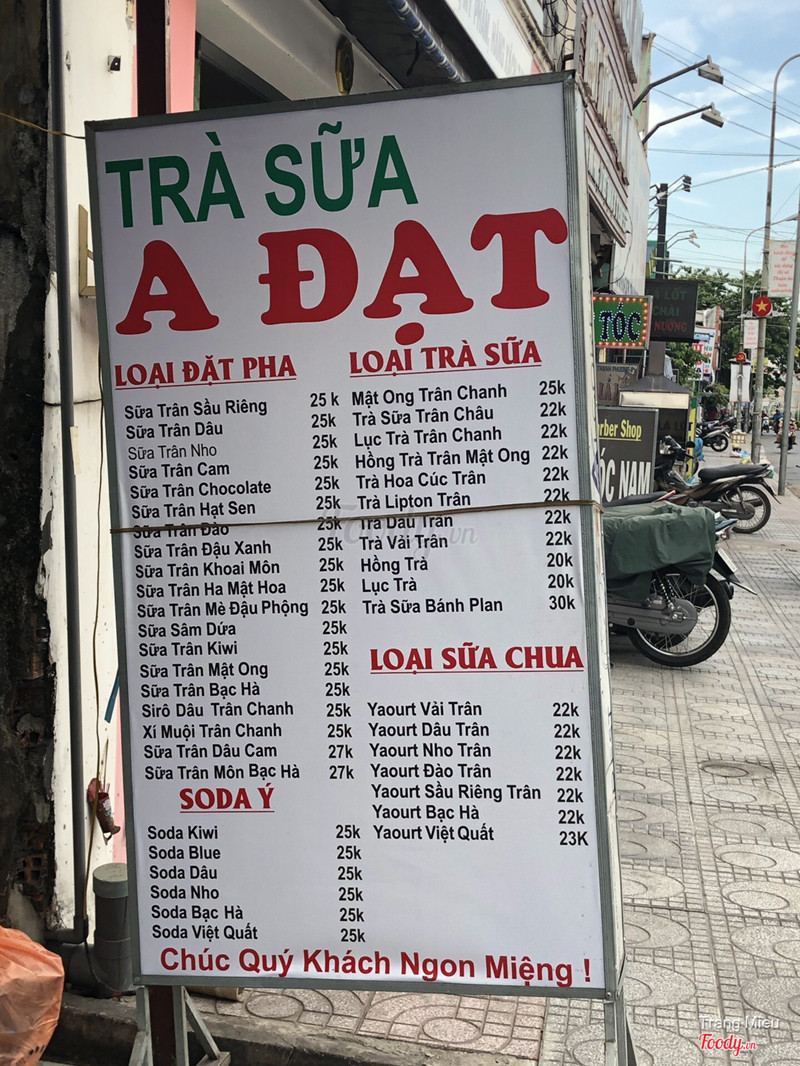 TRÀ SỮA
A ĐẠT
LOẠI ĐẶT PHA
Sữa Trân Sầu Riêng 25 k
Sữa Trân Dâu 25k
Sữa Trân Nho 25k
Sữa Trân Cam 25k
Sữa Trân Chocolate 25k
Sữa Trân Hạt Sen 25k
Sữa Trân Đào 25k
Sữa Trân Đậu Xanh 25k
Sữa Trân Khoai Môn 25k
Sữa Trân Ha Mật Hoa 25k
Sữa Trân Mè Đậu Phộng 25k
Sữa Sâm Dứa 25k
Sữa Trân Kiwi 25k
Sữa Trân Mật Ong 25k
Sữa Trân Bạc Hà 25k
Sirô Dâu Trân Chanh 25k
Xí Muội Trân Chanh 25k
Sữa Trân Dâu Cam 27k
Sữa Trân Môn Bạc Hà 27k
SODA Ý
Soda Kiwi 25k
Soda Blue 25k
Soda Dâu 25k
Soda Nho 25k
Soda Bạc Hà 25k
Soda Việt Quất 25k
LOẠI TRÀ SỮA
Mật Ong Trân Chanh 25k
Trà Sữa Trân Châu 22k
Lục Trà Trân Chanh 22k
Hồng Trà Trân Mật Ong 22k
Trà Hoa Cúc Trân 22k
Trà Lipton Trân 22k
Trà Dâu Trân 22k
Trà Vải Trân 22k
Hồng Trà 20k
Lục Trà 20k
Trà Sữa Bánh Plan 30k
LOẠI SỮA CHUA
Yaourt Vải Trân 22k
Yaourt Dâu Trân 22k
Yaourt Nho Trân 22k
Yaourt Đào Trân 22k
Yaourt Sầu Riêng Trân 22k
Yaourt Bạc Hà 22k
Yaourt Việt Quất 23K
Chúc Quý Khách Ngon Miệng !
TÓC
LỐT
CHẢI
Barber Shop
ÓC NAM
Foody.vn
Trang Mieu
Foody.vn